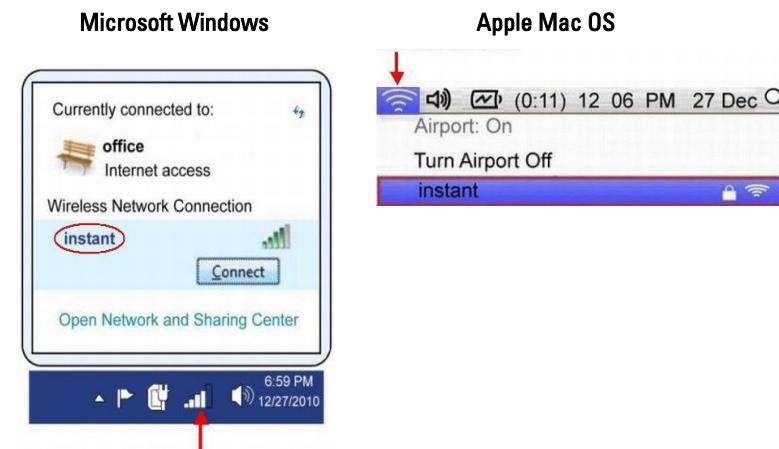 Microsoft Windows
Currently connected to:
office
Internet access
Wireless Network Connection
instant
Connect
Open Network and Sharing Center
6:59 PM
12/27/2010
Apple Mac OS
(0:11) 12 06 PM 27 Dec
Airport: On
Turn Airport Off
instant